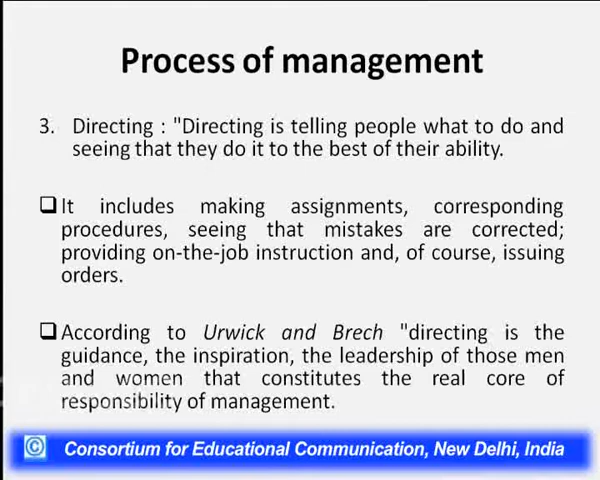 Process of management
3. Directing : "Directing is telling people what to do and
seeing that they do it to the best of their ability.
It includes making assignments, corresponding
procedures, seeing that mistakes are corrected;
providing on-the-job instruction and, of course, issuing
orders.
According to Urwick and Brech "directing is the
guidance, the inspiration, the leadership of those men
and women that constitutes the real core of
responsibility of management.
© Consortium for Educational Communication, New Delhi, India